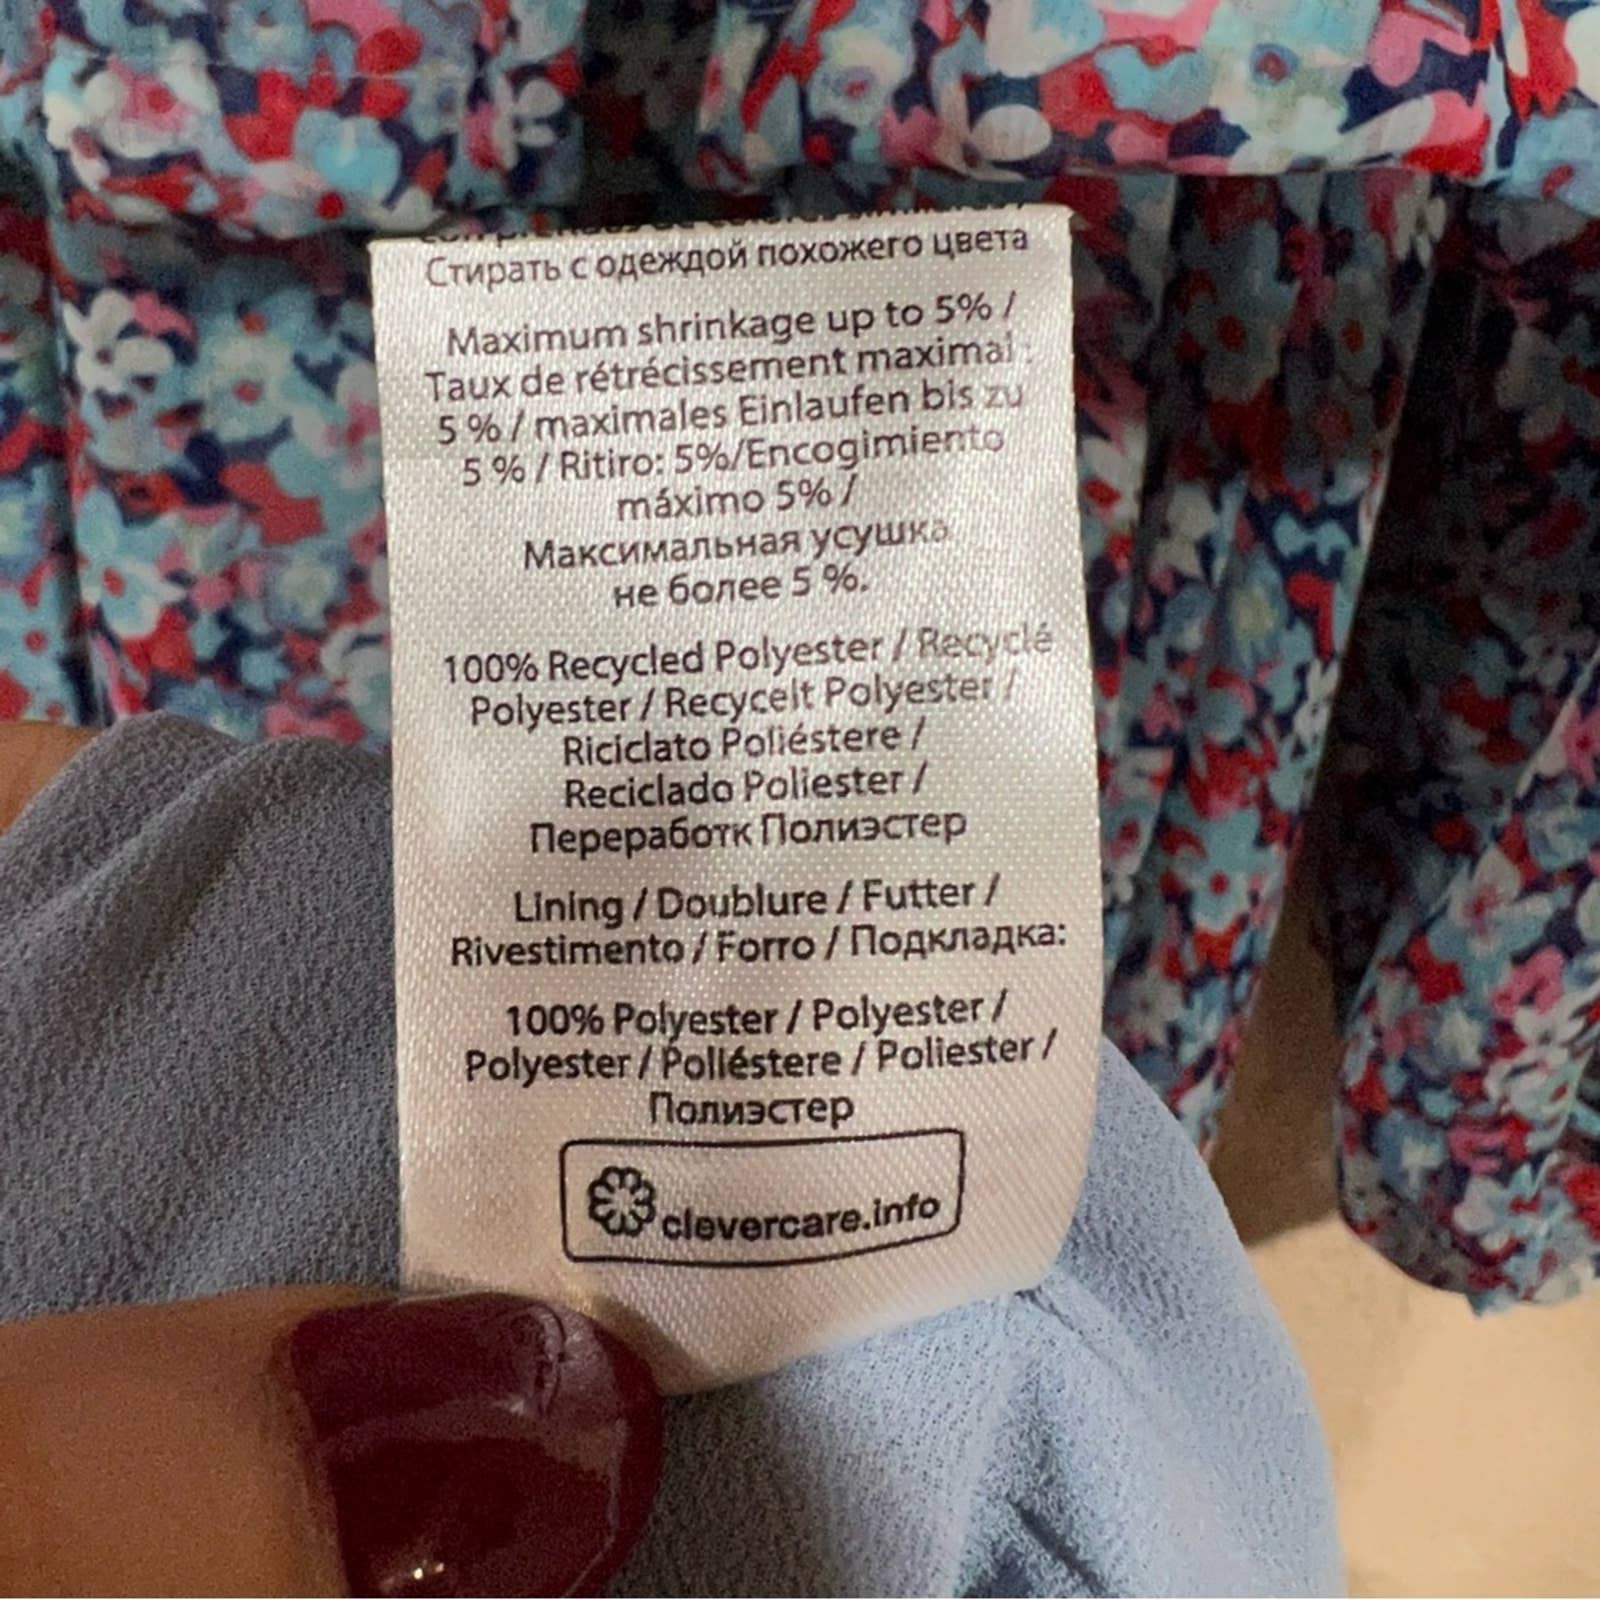 Стирать с одеждой похожего цвета
Maximum shrinkage up to 5% /
Taux de rétrécissement maximal :
5 % / maximales Einlaufen bis zu
5 % / Ritiro: 5%/Encogimiento
máximo 5% /
Максимальная усушка
не более 5 %.
100% Recycled Polyester / Recyclé
Polyester / Recycelt Polyester /
Riciclato Poliéstere /
Reciclado Poliester /
Переработк Полиэстер
Lining / Doublure / Futter /
Rivestimento / Forro / Подкладка:
100% Polyester / Polyester /
Polyester / Poliéstere / Poliester /
Полиэстер
clevercare.info